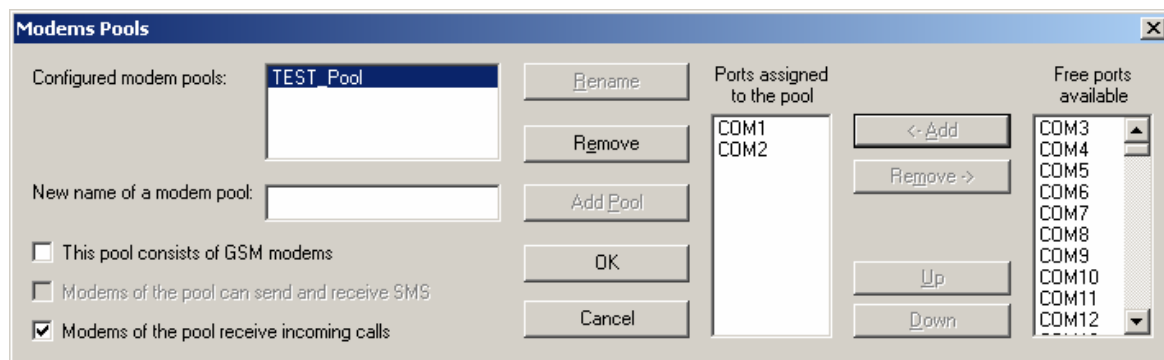 Modems Pools
Configured modem pools:
TEST_Pool
New name of a modem pool:
This pool consists of GSM modems
Modems of the pool can send and receive SMS
Modems of the pool receive incoming calls
Rename
Remove
Add Pool
OK
Cancel
Ports assigned
to the pool
COM1
COM2
<- Add
Remove ->
Up
Down
Free ports
available
COM3
COM4
COM5
COM6
COM7
COM8
COM9
COM10
COM11
COM12